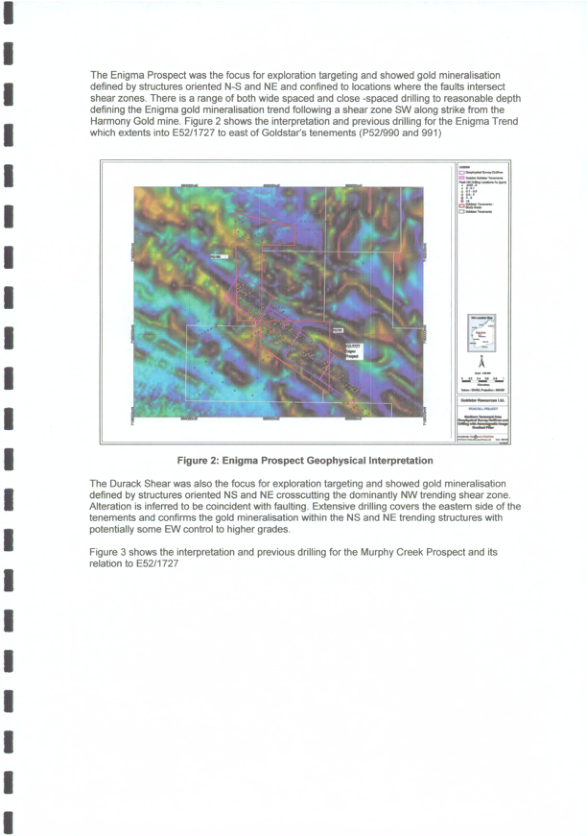 The Enigma Prospect was the focus for exploration targeting and showed gold mineralisation
defined by structures oriented N-S and NE and confined to locations where the faults intersect
shear zones. There is a range of both wide spaced and close -spaced drilling to reasonable depth
defining the Enigma gold mineralisation trend following a shear zone SW along strike from the
Harmony Gold mine. Figure 2 shows the interpretation and previous drilling for the Enigma Trend
which extents into E52/1727 to east of Goldstar's tenements (P52/990 and 991)
Goldstar Resources Ltd.
Figure 2: Enigma Prospect Geophysical Interpretation
The Durack Shear was also the focus for exploration targeting and showed gold mineralisation
defined by structures oriented NS and NE crosscutting the dominantly NW trending shear zone.
Alteration is inferred to be coincident with faulting. Extensive drilling covers the eastern side of the
tenements and confirms the gold mineralisation within the NS and NE trending structures with
potentially some EW control to higher grades.
Figure 3 shows the interpretation and previous drilling for the Murphy Creek Prospect and its
relation to E52/1727